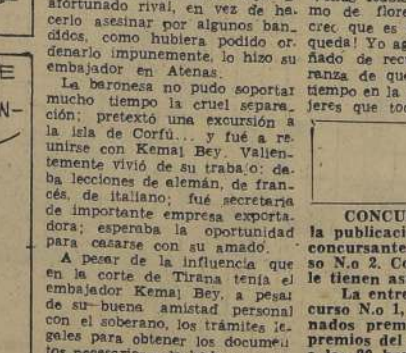 afortunado rival, en vez de ha-
cerlo asesinar por algunos ban-
didos, como hubiera podido or-
denarlo impunemente, lo hizo su
embajador en Atenas.
La baronesa no pudo soportar
mucho tiempo la cruel separa-
ción; pretextó una excursión a
la isla de Corfú... y fué a re-
unirse con Kemal Bey. Valien-
temente vivió de su trabajo: da-
ba lecciones de alemán, de fran-
cés, de italiano; fué secretaria
de importante empresa exporta-
dora; esperaba la oportunidad
para casarse con su amado.
A pesar de la influencia que
en la corte de Tirana tenía el
embajador Kemal Bey, a pesar
de su buena amistad personal
con el soberano, los trámites le-
gales para obtener los documen
mo de flore
cree que es
queda! Yo ag
ñado de rec
ranza de que
tiempo en la
jeres que to
CONCU
la publicaci
concursante
so N.o 2. Co
le tienen as
La entre
curso N.o 1,
nados prem
premios del
E
N-